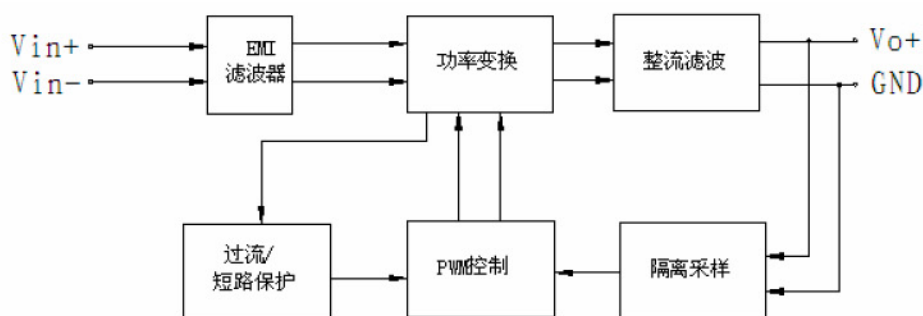 Vin+
Vin-
EMI
滤波器
功率变换
整流滤波
Vo+
GND
过流/
短路保护
PWM控制
隔离采样